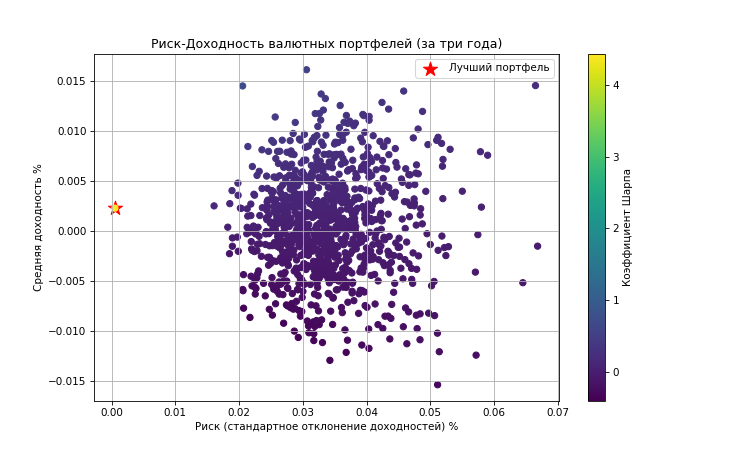 Риск-Доходность валютных портфелей (за три года)
Лучший портфель
Средняя доходность %
0.015
0.010
0.005
0.000
−0.005
−0.010
−0.015
0.00 0.01 0.02 0.03 0.04 0.05 0.06 0.07
Риск (стандартное отклонение доходностей) %
4
3
2
1
0
Коэффициент Шарпа